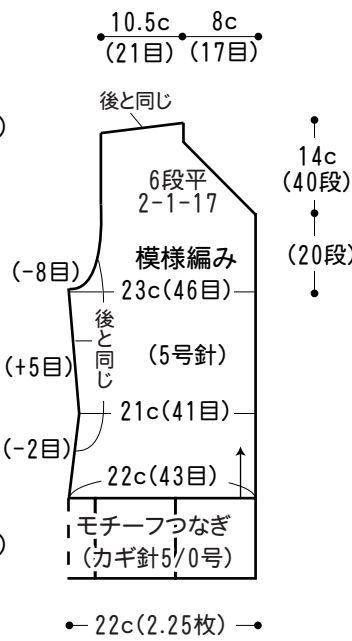 10.5c 8c
(21目) (17目)
後と同じ
)
14c
(40段)
6段平
2-1-17
(20段)
模様編み
(-8目)
23c(46目)
後と同じ
(5号針)
(+5目)
21c(41目)
(-2目)
22c(43目)
)
モチーフつなぎ
(カギ針5/0号)
22c(2.25枚)